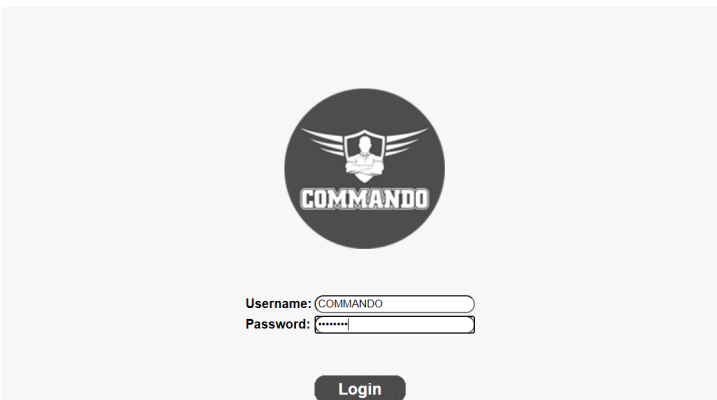 COMMANDO
Username: COMMANDO
Password: ••••••••
Login